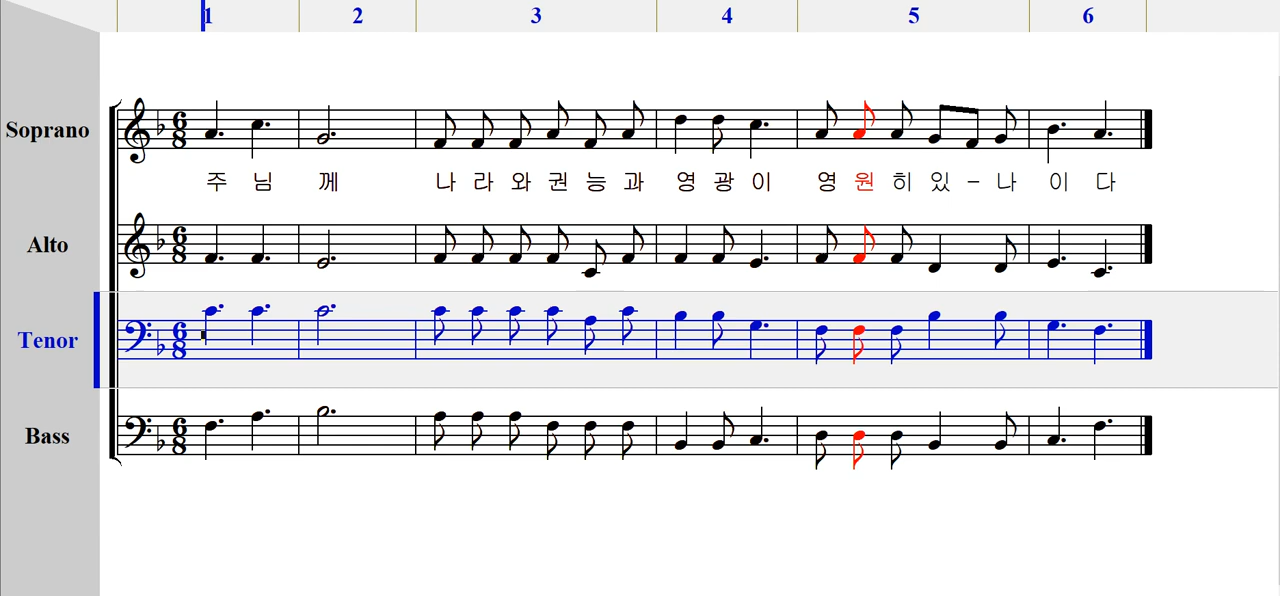 1 2 3 4 5 6
Soprano
주 님 께 나 라 와 권 능 과 영 광 이 영 원 히 있 - 나 이 다
Alto
Tenor
Bass